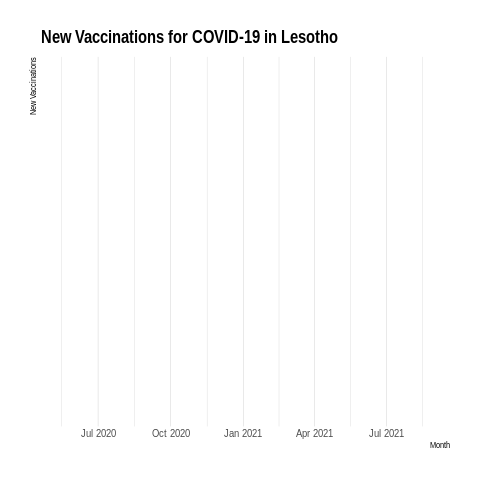 New Vaccinations for COVID-19 in Lesotho
New Vaccinations
Jul 2020 Oct 2020 Jan 2021 Apr 2021 Jul 2021
Month